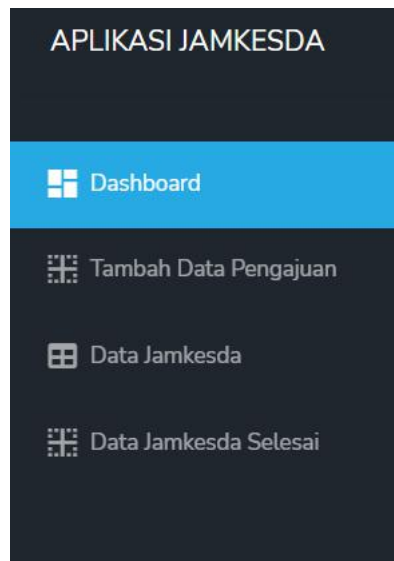 APLIKASI JAMKESDA
Dashboard
Tambah Data Pengajuan
Data Jamkesda
Data Jamkesda Selesai